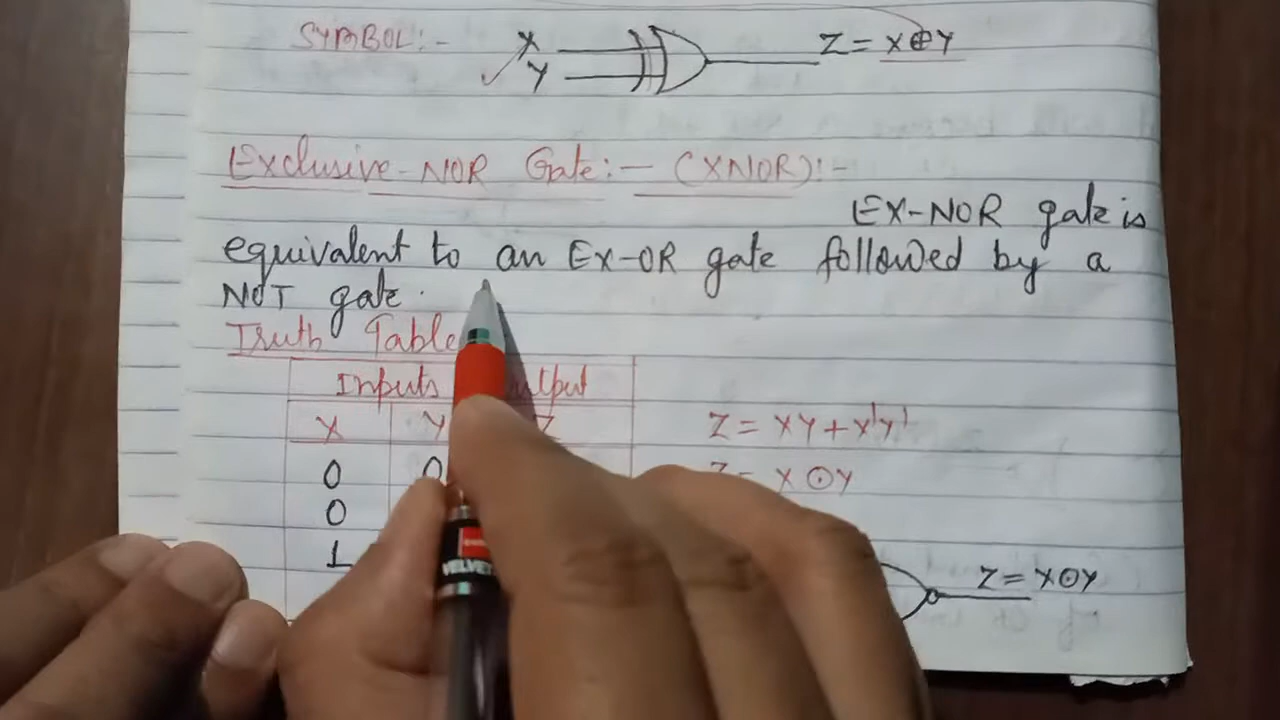 SYMBOL:-
X
Y
Z = X⊕Y
Exclusive-NOR Gate:- (XNOR):-
EX-NOR gate is
equivalent to an EX-OR gate followed by a
NOT gate.
Truth Table
Inputs
X Y Z
Z = XY + X'Y'
0 0
Z = X⊙Y
0
1
Z = X⊙Y
VELVET